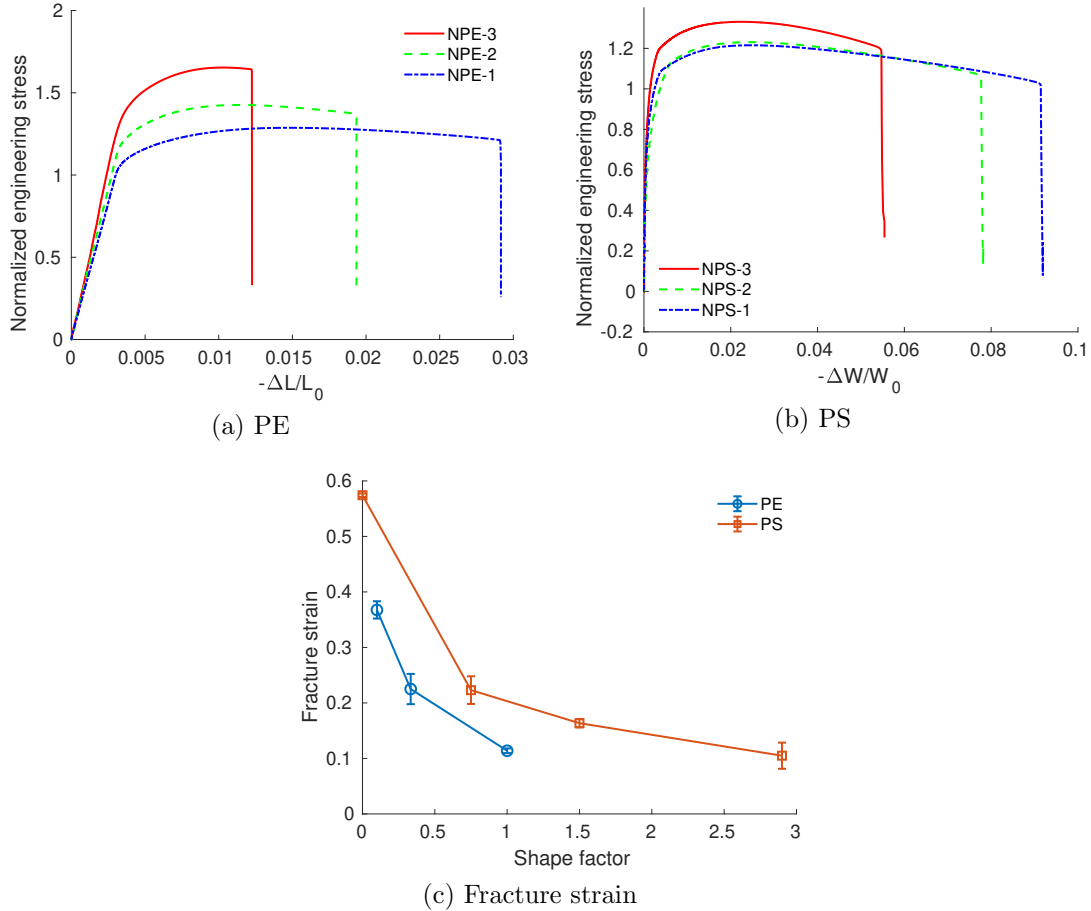 2
1.5
1
0.5
0
Normalized engineering stress
NPE-3
NPE-2
NPE-1
0 0.005 0.01 0.015 0.02 0.025 0.03
-ΔL/L0
(a) PE
1.2
1
0.8
0.6
0.4
0.2
0
-0.2
Normalized engineering stress
NPS-3
NPS-2
NPS-1
0 0.02 0.04 0.06 0.08 0.1
-ΔW/W0
(b) PS
0.6
0.5
0.4
0.3
0.2
0.1
0
Fracture strain
PE
PS
0 0.5 1 1.5 2 2.5 3
Shape factor
(c) Fracture strain